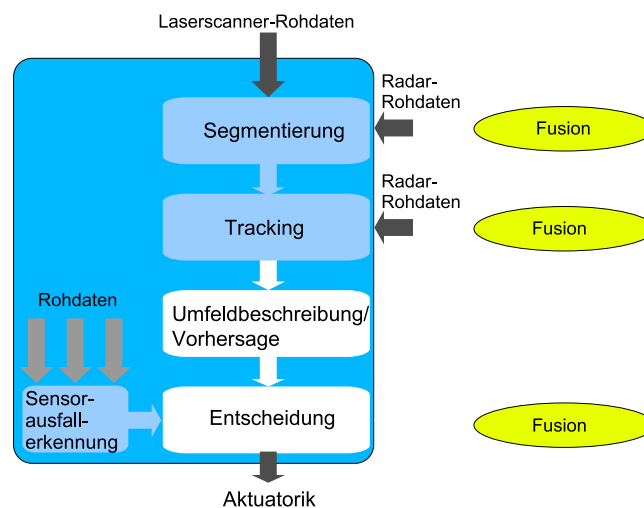 Laserscanner-Rohdaten
Radar-
Rohdaten
Segmentierung
Fusion
Radar-
Rohdaten
Tracking
Fusion
Rohdaten
Umfeldbeschreibung/
Vorhersage
Sensor-
ausfall-
erkennung
Entscheidung
Fusion
Aktuatorik